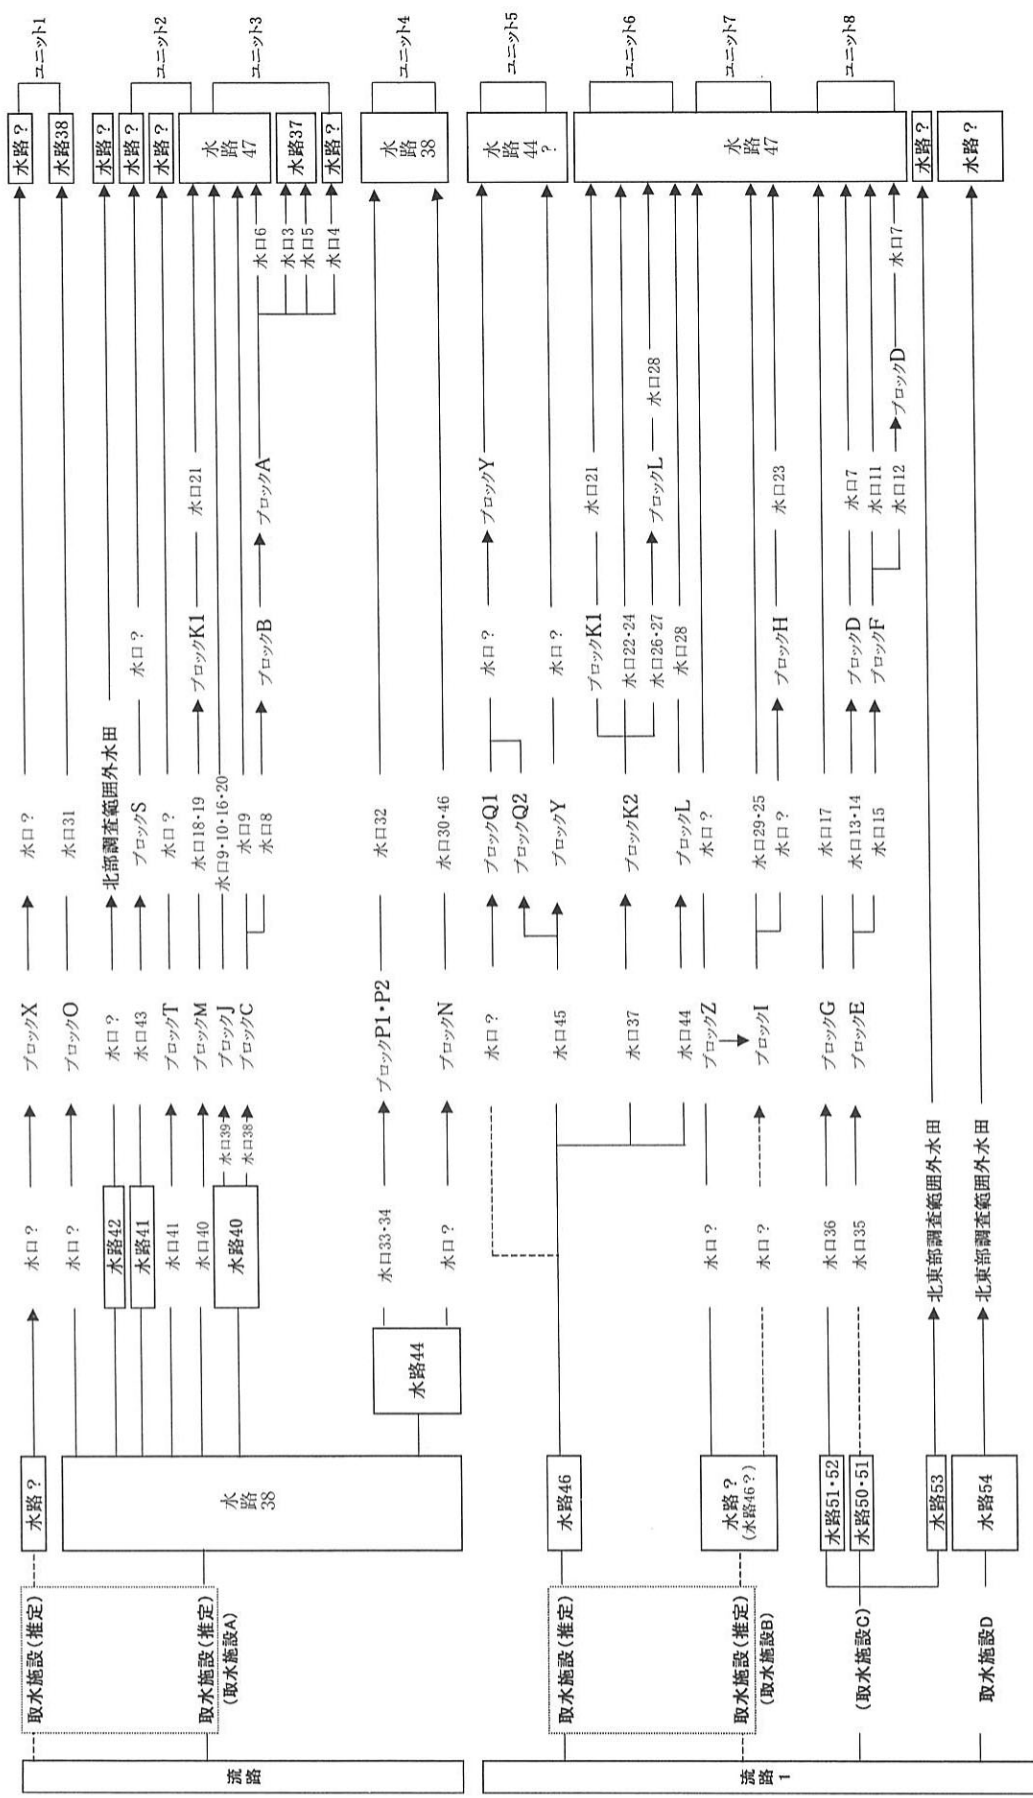 流路
取水施設(推定)
取水施設(推定)
(取水施設A)
水路?
水路
38
水口?
ブロックX
水口?
水路?
ユニット1
水口?
ブロックO
水口31
水路38
水路42
水口?
北部調査範囲外水田
水路?
水路41
水口43
ブロックS
水口?
水路?
ユニット2
水口41
ブロックT
水口?
水路?
水口40
ブロックM
水口18・19
ブロックK1
水口21
水路
47
水路40
水口39
ブロックJ
水口9・10・16・20
ユニット3
水口38
ブロックC
水口9
水口8
ブロックB
ブロックA
水口6
水口3
水口5
水路37
水口4
水路?
水路44
水口33・34
ブロックP1・P2
水口32
水路
38
ユニット4
水口?
ブロックN
水口30・46
流路
1
取水施設(推定)
取水施設(推定)
(取水施設B)
水路46
水口?
ブロックQ1
水口?
ブロックY
水路
44
?
ユニット5
ブロックQ2
水口45
ブロックY
水口?
水口37
ブロックK2
ブロックK1
水口21
水口22・24
水口26・27
ブロックL
水口28
水路
47
ユニット6
水口44
ブロックL
水口28
水路?
(水路46?)
水口?
ブロックZ
水口?
ユニット7
水口?
ブロックI
水口29・25
水口?
ブロックH
水口23
(取水施設C)
水路51・52
水口36
ブロックG
水口17
ユニット8
水路50・51
水口35
ブロックE
水口13・14
ブロックD
水口7
水口15
ブロックF
水口11
水口12
ブロックD
水口7
水路53
北東部調査範囲外水田
水路?
取水施設D
水路54
北東部調査範囲外水田
水路?